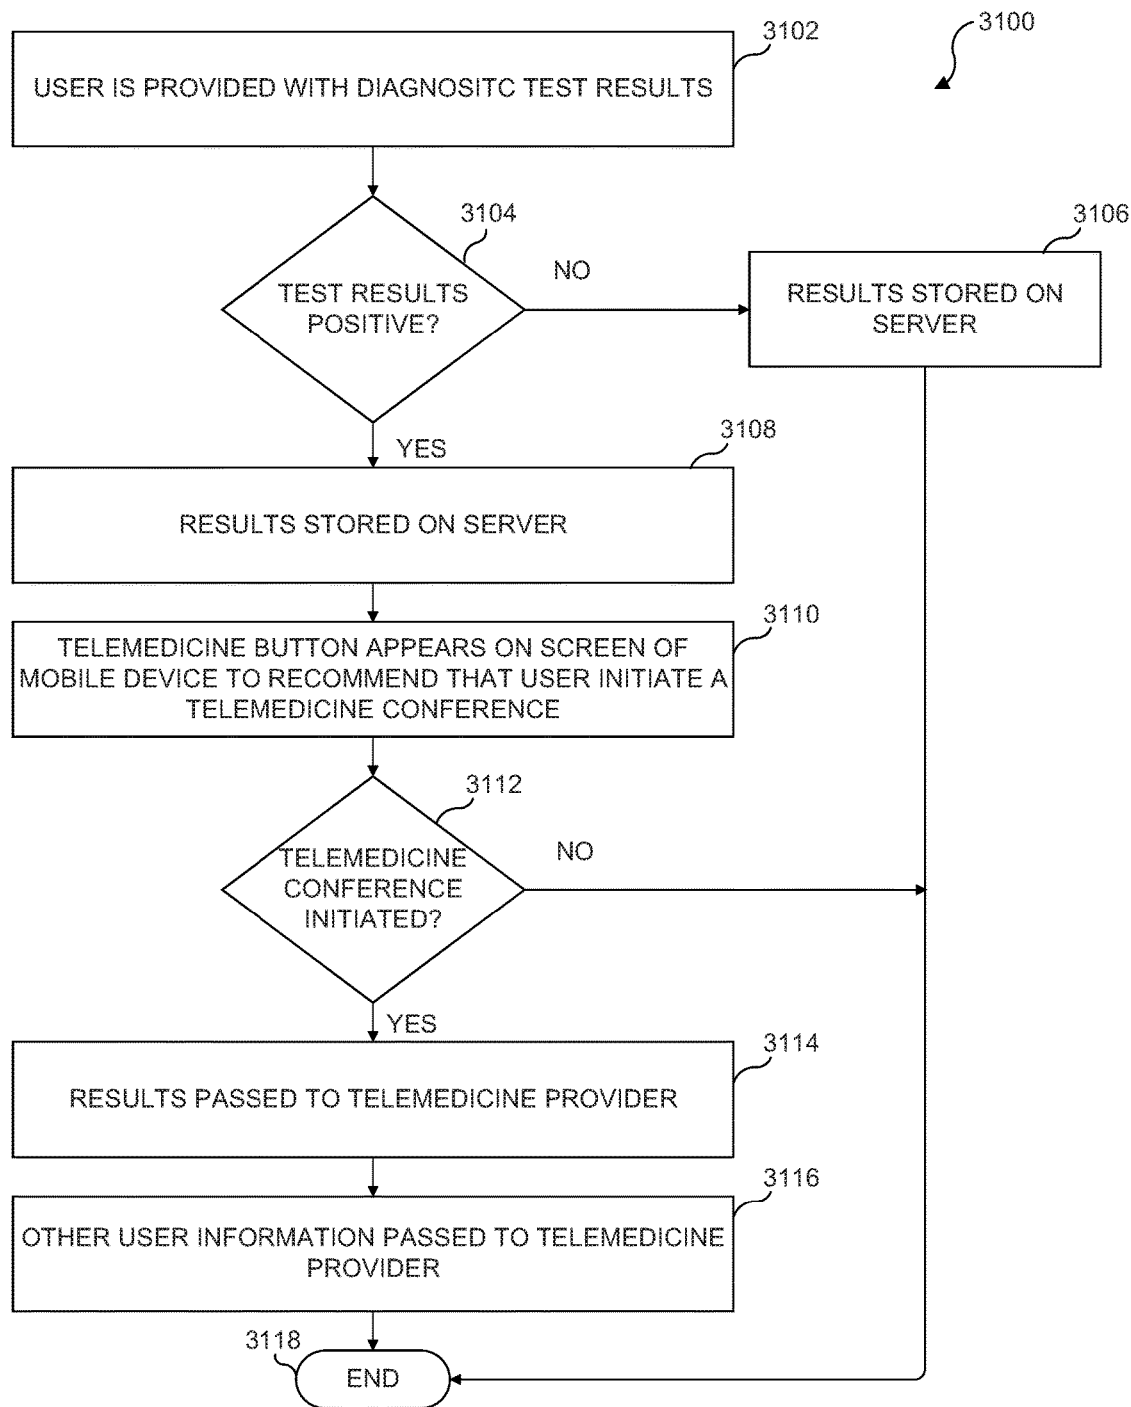 3100
3102
USER IS PROVIDED WITH DIAGNOSITC TEST RESULTS
3104
TEST RESULTS
POSITIVE?
NO
3106
RESULTS STORED ON
SERVER
YES
3108
RESULTS STORED ON SERVER
3110
TELEMEDICINE BUTTON APPEARS ON SCREEN OF
MOBILE DEVICE TO RECOMMEND THAT USER INITIATE A
TELEMEDICINE CONFERENCE
3112
TELEMEDICINE
CONFERENCE
INITIATED?
NO
YES
3114
RESULTS PASSED TO TELEMEDICINE PROVIDER
3116
OTHER USER INFORMATION PASSED TO TELEMEDICINE
PROVIDER
3118
END